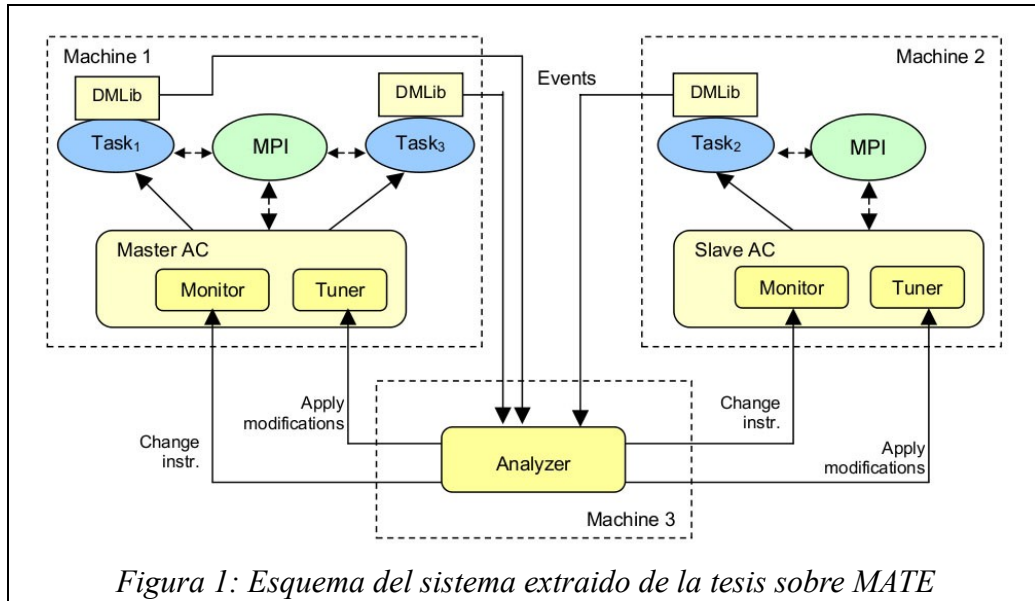 Machine 1
DMLib
DMLib
Task1
MPI
Task3
Master AC
Monitor
Tuner
Events
Machine 2
DMLib
Task2
MPI
Slave AC
Monitor
Tuner
Change
instr.
Apply
modifications
Analyzer
Machine 3
Change
instr.
Apply
modifications
Figura 1: Esquema del sistema extraido de la tesis sobre MATE